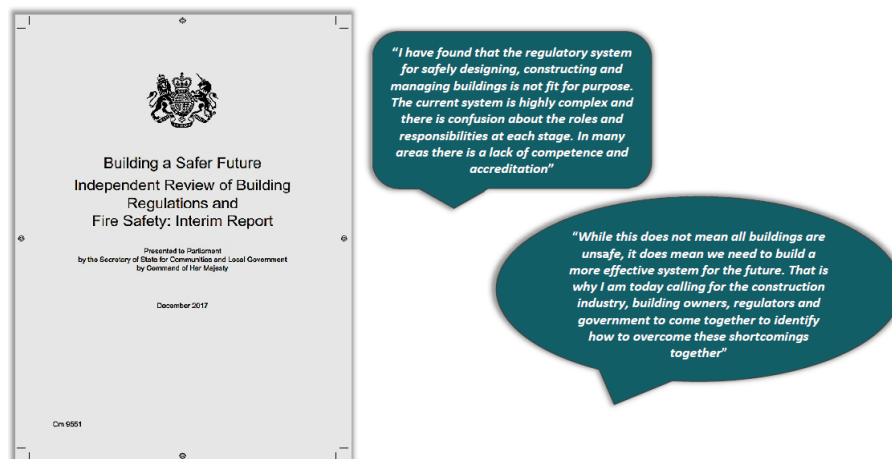 Building a Safer Future
Independent Review of Building
Regulations and
Fire Safety: Interim Report
Presented to Parliament
by the Secretary of State for Communities and Local Government
by Command of Her Majesty
December 2017
Cm 9551
“I have found that the regulatory system
for safely designing, constructing and
managing buildings is not fit for purpose.
The current system is highly complex and
there is confusion about the roles and
responsibilities at each stage. In many
areas there is a lack of competence and
accreditation”
“While this does not mean all buildings are
unsafe, it does mean we need to build a
more effective system for the future. That is
why I am today calling for the construction
industry, building owners, regulators and
government to come together to identify
how to overcome these shortcomings
together”